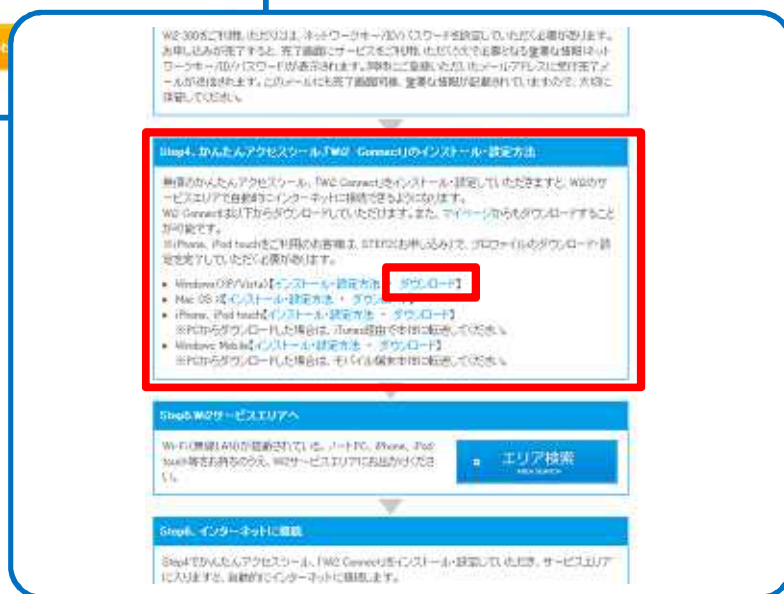 Wi2 300をご利用いただくには、ネットワークキー/ID/パスワードを設定していただく必要があります。
お申し込みが完了すると、完了画面にサービスをご利用いただくうえで必要となる重要な情報(ネット
ワークキー/ID/パスワード)が表示されます。同時にご登録いただいたメールアドレスに受付完了メ
ールが送信されます。このメールにも完了画面同様、重要な情報が記載されていますので、大切に
保管してください。
Step4. かんたんアクセスツール「Wi2 Connect」のインストール・設定方法
無償のかんたんアクセスツール、「Wi2 Connect」をインストール・設定していただきますと、Wi2のサ
ービスエリアで自動的にインターネットに接続できるようになります。
Wi2 Connectは以下からダウンロードしていただけます。また、マイページからもダウンロードすること
が可能です。
※iPhone、iPod touchをご利用のお客様は、STEP2(お申し込み)で、プロファイルのダウンロード・設
定を完了していただく必要があります。
• Windows(XP/Vista)【インストール・設定方法 ・ ダウンロード】
• Mac OS X【インストール・設定方法 ・ ダウンロード】
• iPhone、iPod touch【インストール・設定方法 ・ ダウンロード】
※PCからダウンロードした場合は、iTunes経由で本体に転送してください。
• Windows Mobile【インストール・設定方法 ・ ダウンロード】
※PCからダウンロードした場合は、モバイル端末本体に転送してください。
Step5.Wi2サービスエリアへ
Wi-Fi(無線LAN)が搭載されている、ノートPC、iPhone、iPod
touch等をお持ちのうえ、Wi2サービスエリアにお出かけくださ
い。
エリア検索
AREA SEARCH
Step6. インターネットに接続
Step4でかんたんアクセスツール、「Wi2 Connect」をインストール・設定していただき、サービスエリア
に入りますと、自動的にインターネットに接続します。